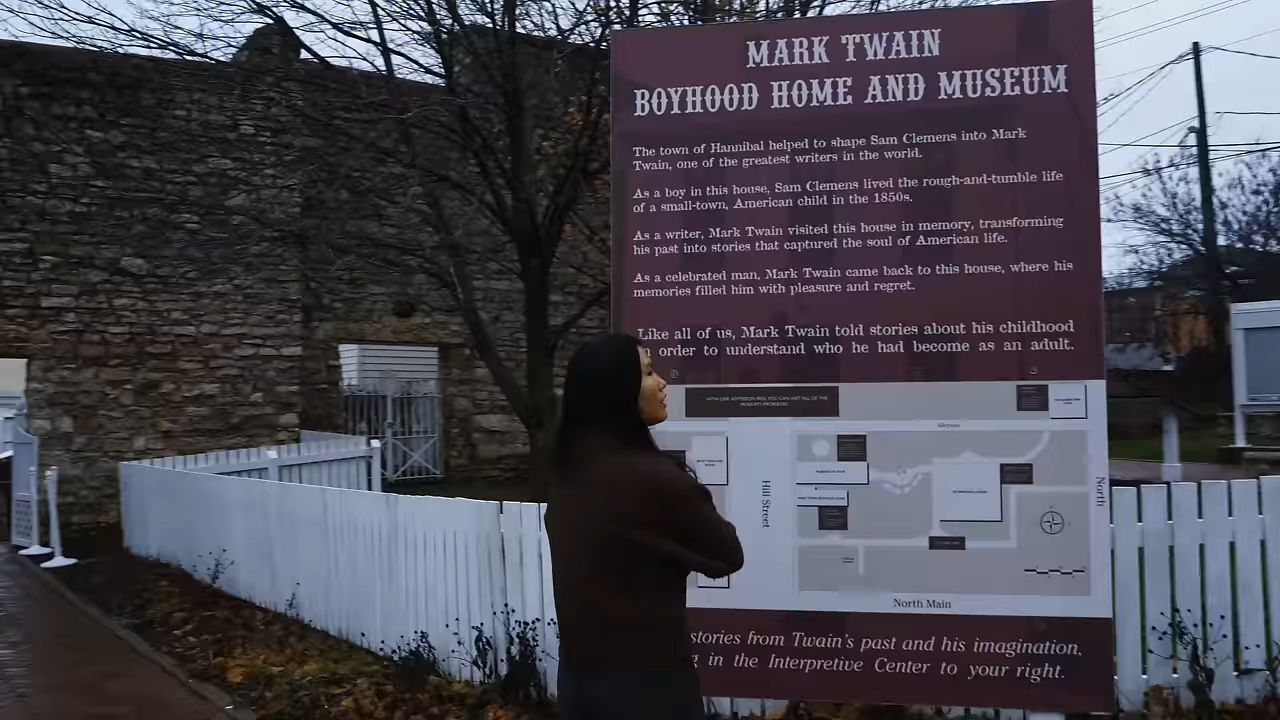 MARK TWAIN
BOYHOOD HOME AND MUSEUM
The town of Hannibal helped to shape Sam Clemens into Mark
Twain, one of the greatest writers in the world.
As a boy in this house, Sam Clemens lived the rough-and-tumble life
of a small-town, American child in the 1850s.
As a writer, Mark Twain visited this house in memory, transforming
his past into stories that captured the soul of American life.
As a celebrated man, Mark Twain came back to this house, where his
memories filled him with pleasure and regret.
Like all of us, Mark Twain told stories about his childhood
order to understand who he had become as an adult.
Hill Street
North
North Main
stories from Twain's past and his imagination,
in the Interpretive Center to your right.